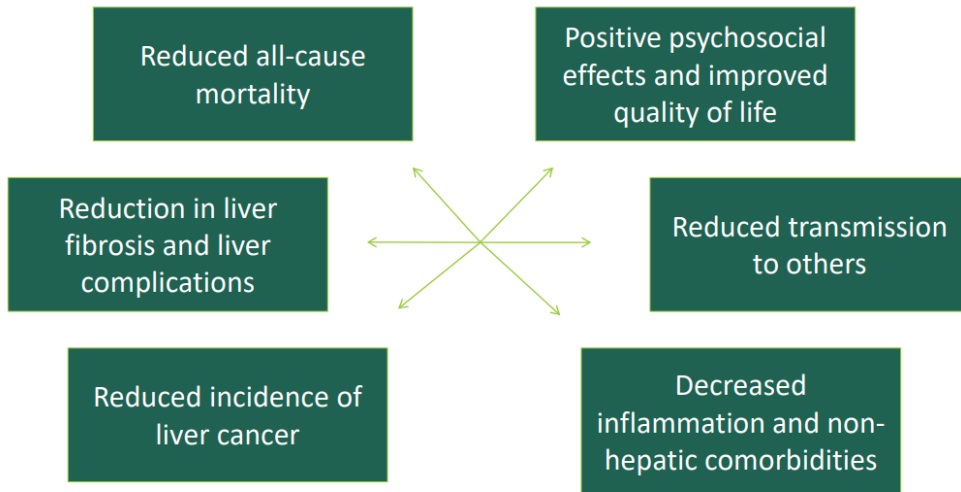 Reduced all-cause
mortality
Positive psychosocial
effects and improved
quality of life
Reduction in liver
fibrosis and liver
complications
Reduced transmission
to others
Reduced incidence of
liver cancer
Decreased
inflammation and non-
hepatic comorbidities